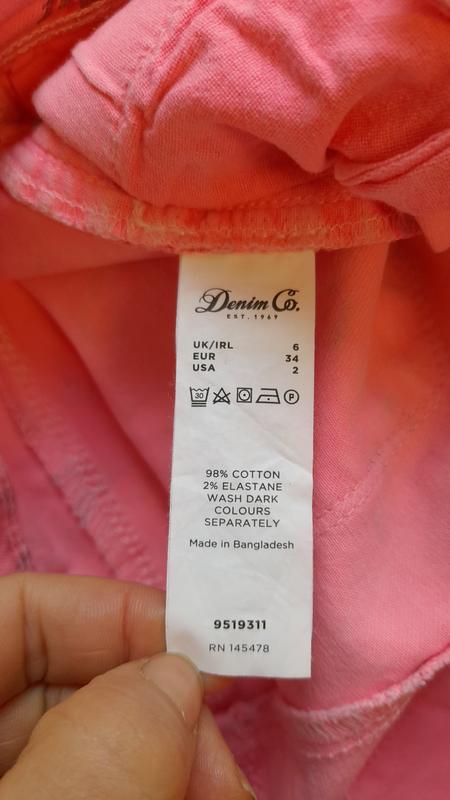 Denim Co.
EST. 1969
UK/IRL 6
EUR 34
USA 2
30 P
98% COTTON
2% ELASTANE
WASH DARK
COLOURS
SEPARATELY
Made in Bangladesh
9519311
RN 145478